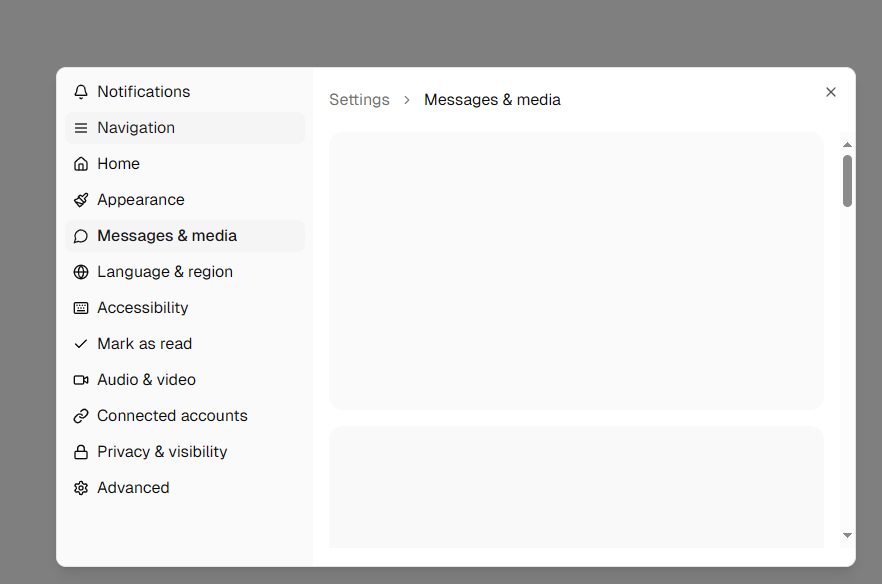 Notifications
Navigation
Home
Appearance
Messages & media
Language & region
Accessibility
Mark as read
Audio & video
Connected accounts
Privacy & visibility
Advanced
Settings > Messages & media